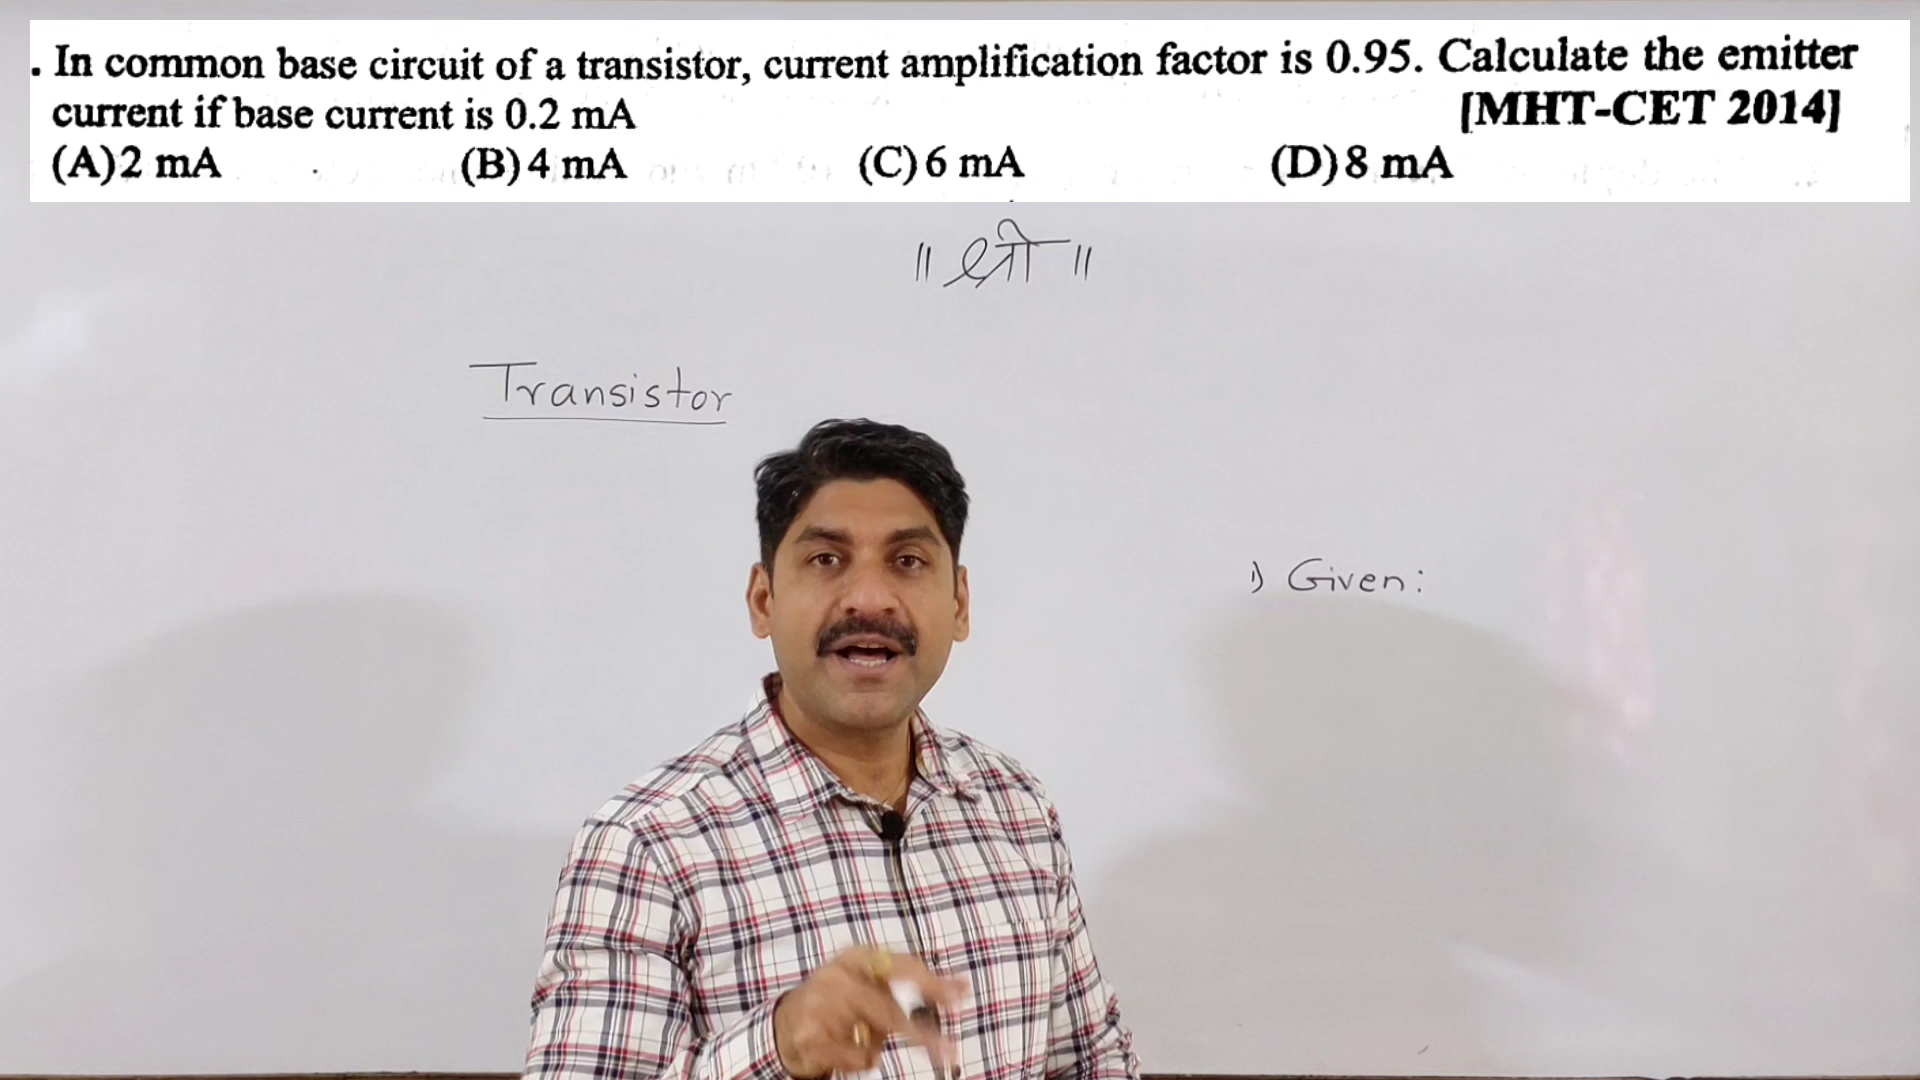 . In common base circuit of a transistor, current amplification factor is 0.95. Calculate the emitter
current if base current is 0.2 mA [MHT-CET 2014]
(A) 2 mA (B) 4 mA (C) 6 mA (D) 8 mA
॥ श्री ॥
Transistor
1) Given: